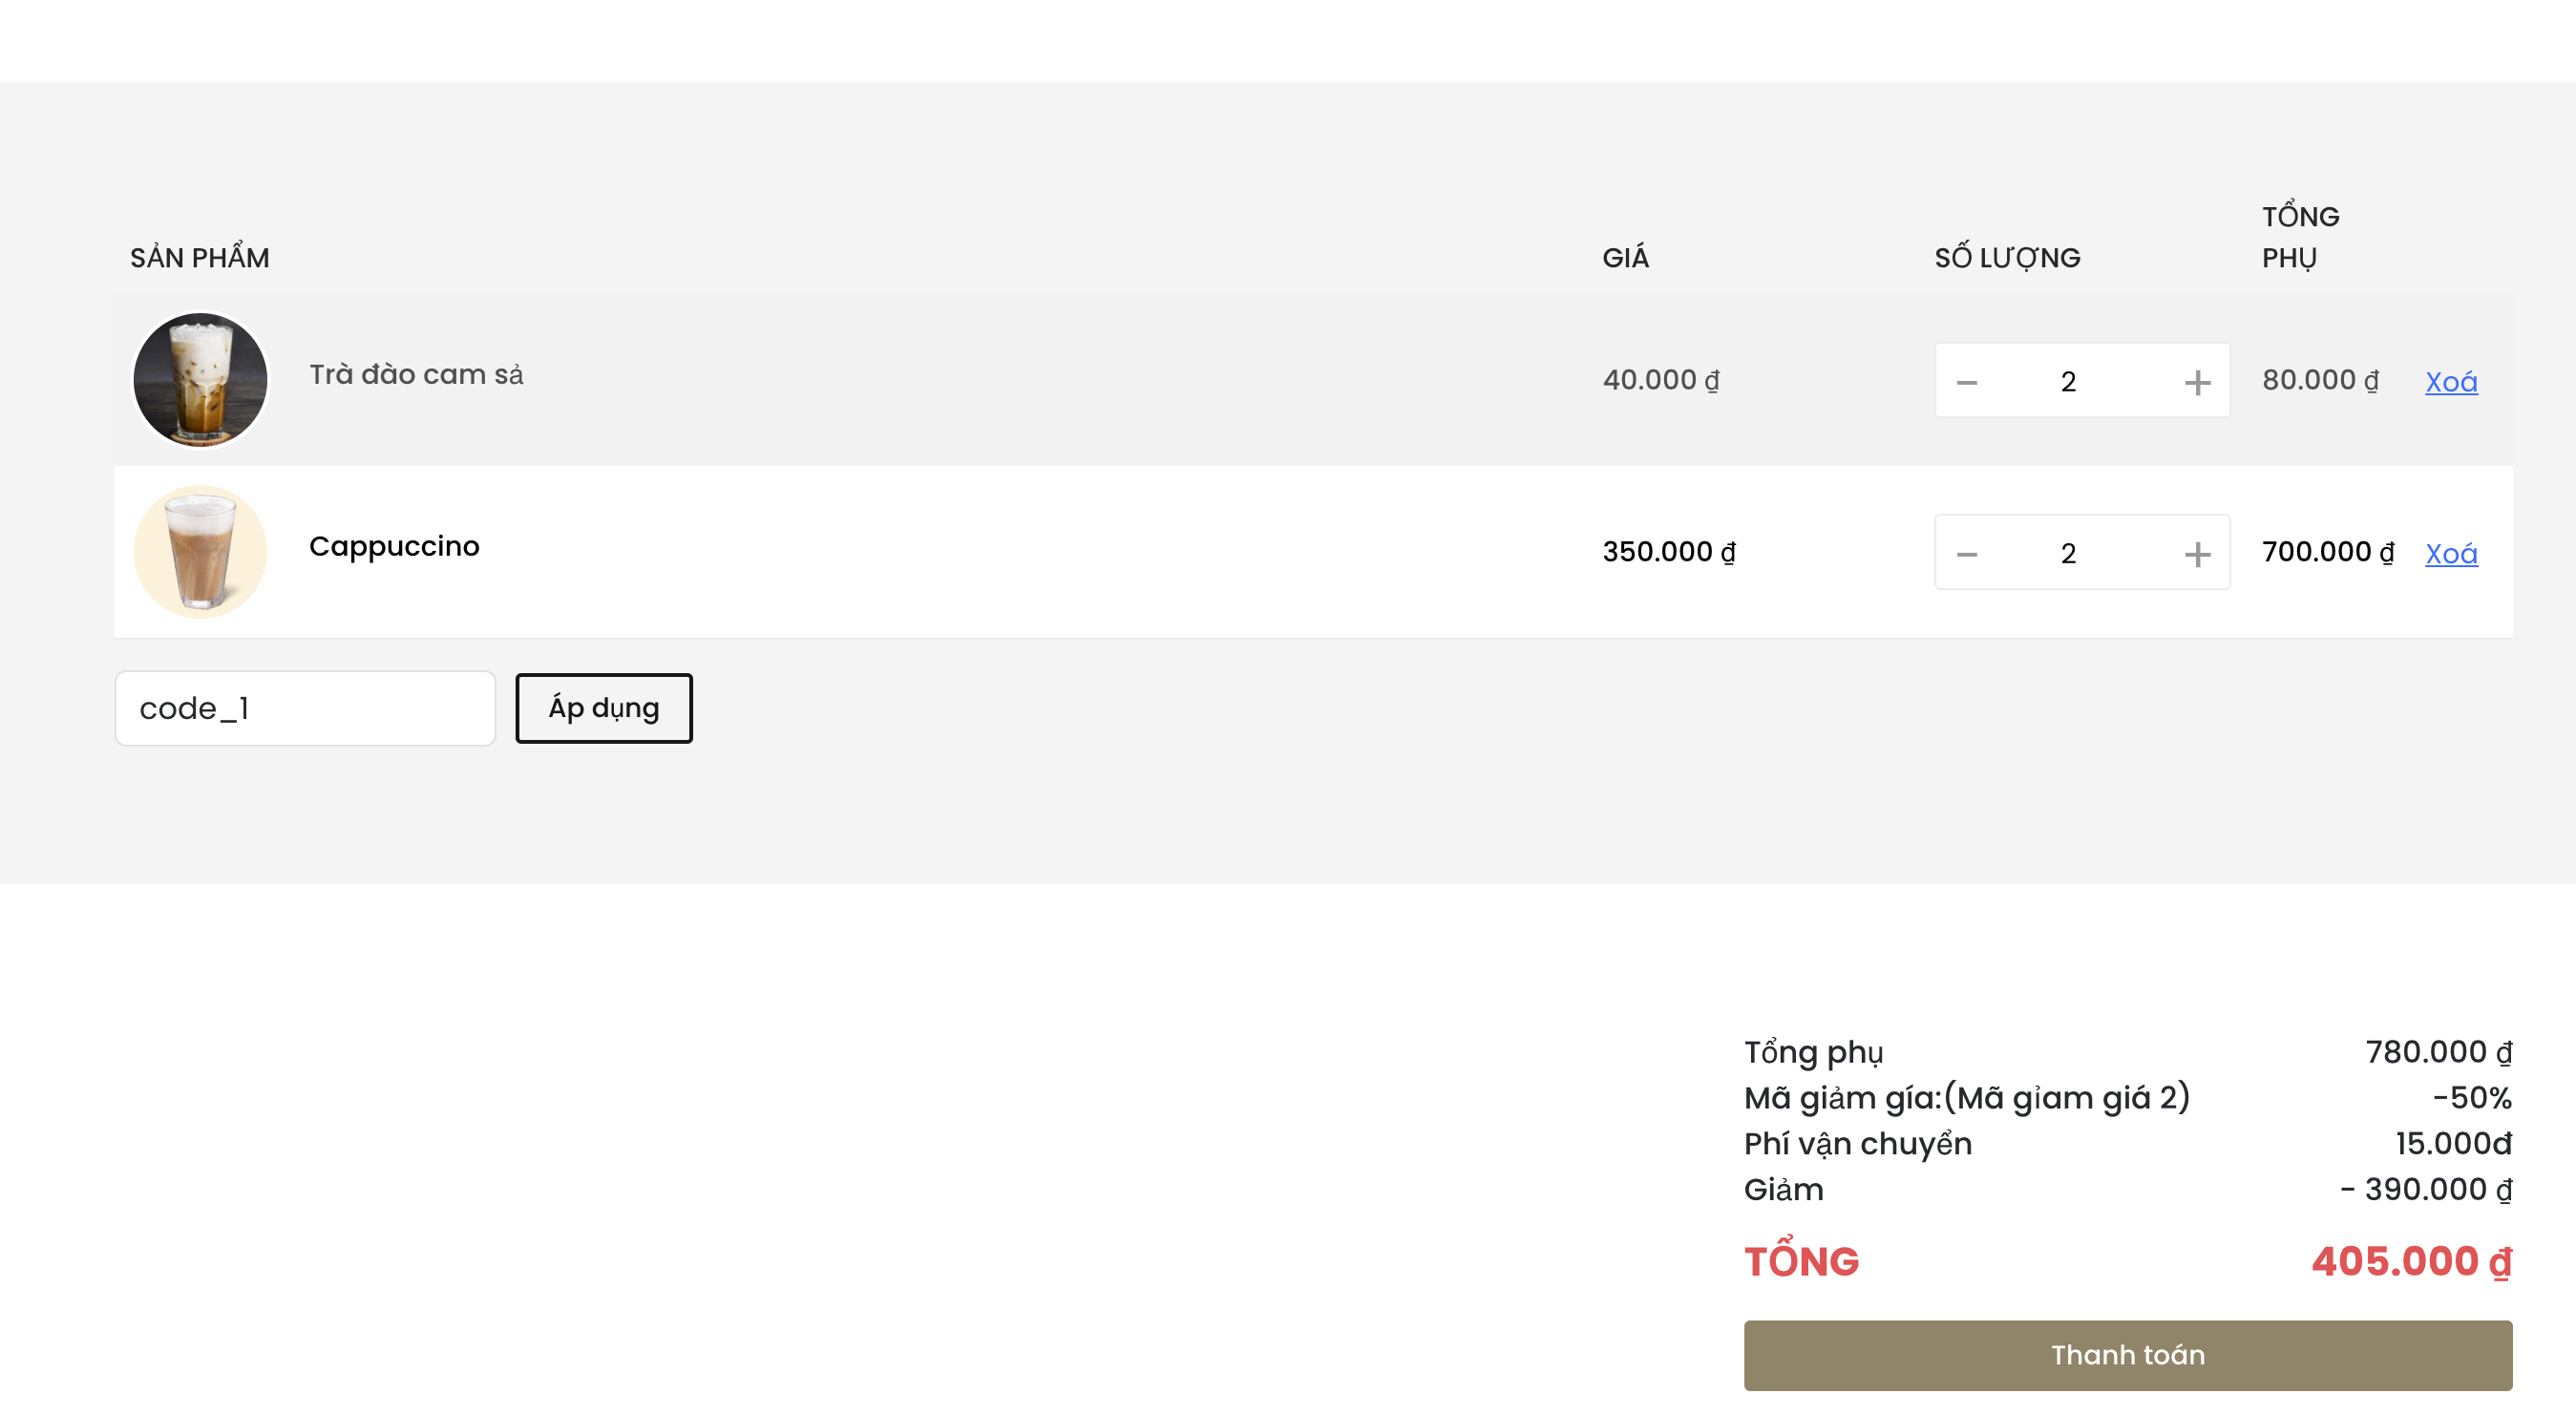 SẢN PHẨM GIÁ SỐ LƯỢNG TỔNG PHỤ
Trà đào cam sả 40.000 ₫ − 2 + 80.000 ₫ Xoá
Cappuccino 350.000 ₫ − 2 + 700.000 ₫ Xoá
code_1 Áp dụng
Tổng phụ 780.000 ₫
Mã giảm gía:(Mã gỉam giá 2) -50%
Phí vận chuyển 15.000đ
Giảm - 390.000 ₫
TỔNG 405.000 ₫
Thanh toán